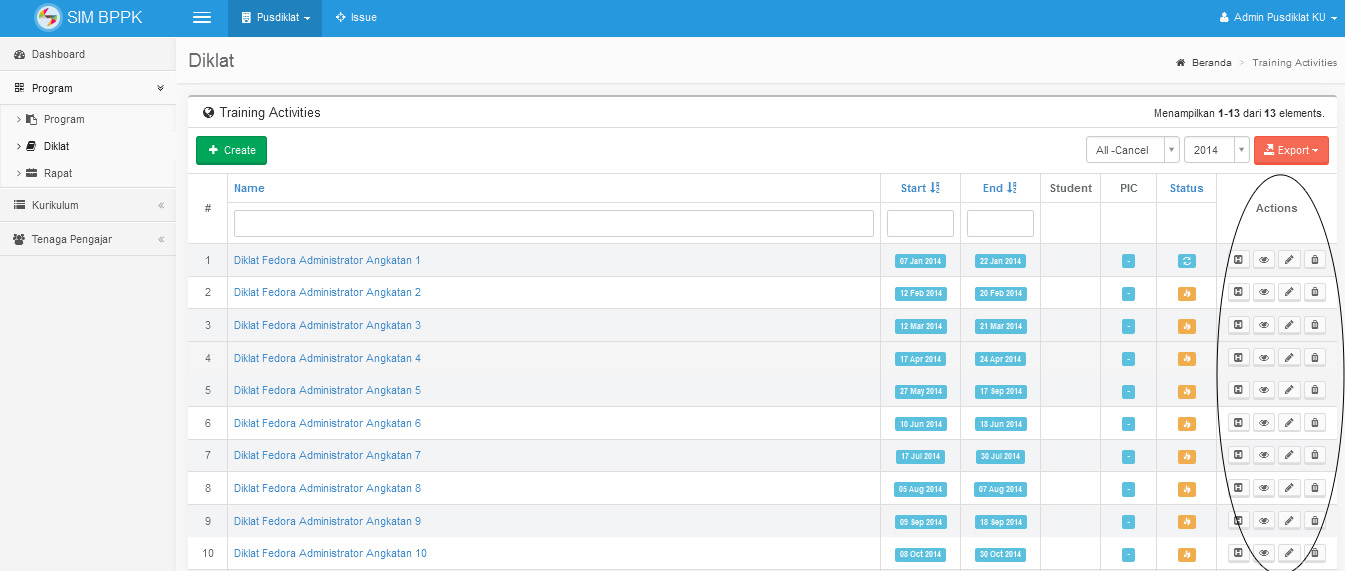 SIM BPPK
Pusdiklat
Issue
Admin Pusdiklat KU
Dashboard
Program
Program
Diklat
Rapat
Kurikulum
Tenaga Pengajar
Diklat
Beranda > Training Activities
Training Activities
Menampilkan 1-13 dari 13 elements.
+ Create
All -Cancel
2014
Export
# Name Start End Student PIC Status Actions
1 Diklat Fedora Administrator Angkatan 1 07 Jan 2014 22 Jan 2014 -
2 Diklat Fedora Administrator Angkatan 2 12 Feb 2014 20 Feb 2014 -
3 Diklat Fedora Administrator Angkatan 3 12 Mar 2014 21 Mar 2014 -
4 Diklat Fedora Administrator Angkatan 4 17 Apr 2014 24 Apr 2014 -
5 Diklat Fedora Administrator Angkatan 5 27 May 2014 17 Sep 2014 -
6 Diklat Fedora Administrator Angkatan 6 10 Jun 2014 18 Jun 2014 -
7 Diklat Fedora Administrator Angkatan 7 17 Jul 2014 30 Jul 2014 -
8 Diklat Fedora Administrator Angkatan 8 05 Aug 2014 07 Aug 2014 -
9 Diklat Fedora Administrator Angkatan 9 09 Sep 2014 18 Sep 2014 -
10 Diklat Fedora Administrator Angkatan 10 08 Oct 2014 30 Oct 2014 -